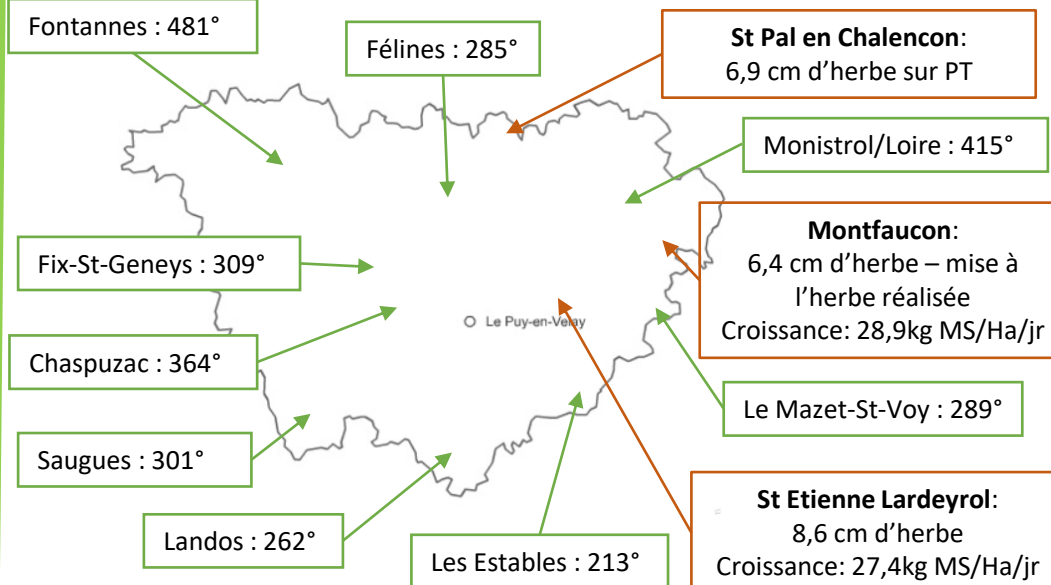 Fontannes : 481°
Félines : 285°
St Pal en Chalencon:
6,9 cm d’herbe sur PT
Monistrol/Loire : 415°
Montfaucon:
6,4 cm d’herbe – mise à
l’herbe réalisée
Croissance: 28,9kg MS/Ha/jr
Fix-St-Geneys : 309°
Le Puy-en-Velay
Chaspuzac : 364°
Le Mazet-St-Voy : 289°
Saugues : 301°
St Etienne Lardeyrol:
8,6 cm d’herbe
Croissance: 27,4kg MS/Ha/jr
Landos : 262°
Les Estables : 213°